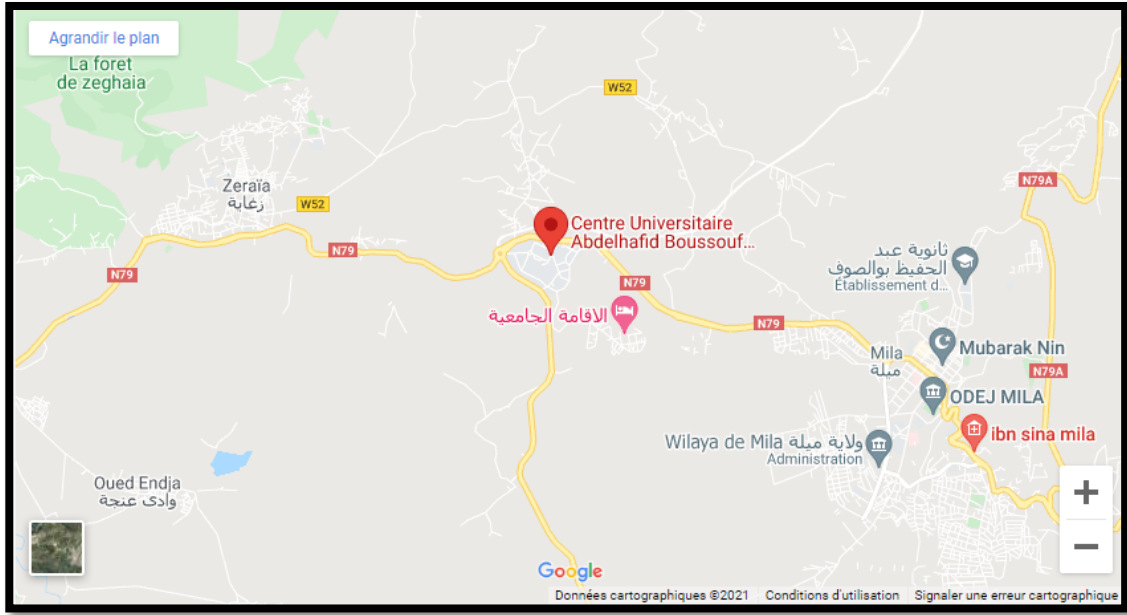 Agrandir le plan
La foret
de zeghaia
W52
Zeraïa
زغاية
W52
N79
N79
Centre Universitaire
Abdelhafid Boussouf...
N79
الاقامة الجامعية
N79
N79A
ثانوية عبد
الحفيظ بوالصوف
Établissement d...
Mila
ميلة
Mubarak Nin
N79A
ODEJ MILA
ibn sina mila
Wilaya de Mila ولاية ميلة
Administration
Oued Endja
وادي عنجة
Google
Données cartographiques ©2021
Conditions d'utilisation
Signaler une erreur cartographique